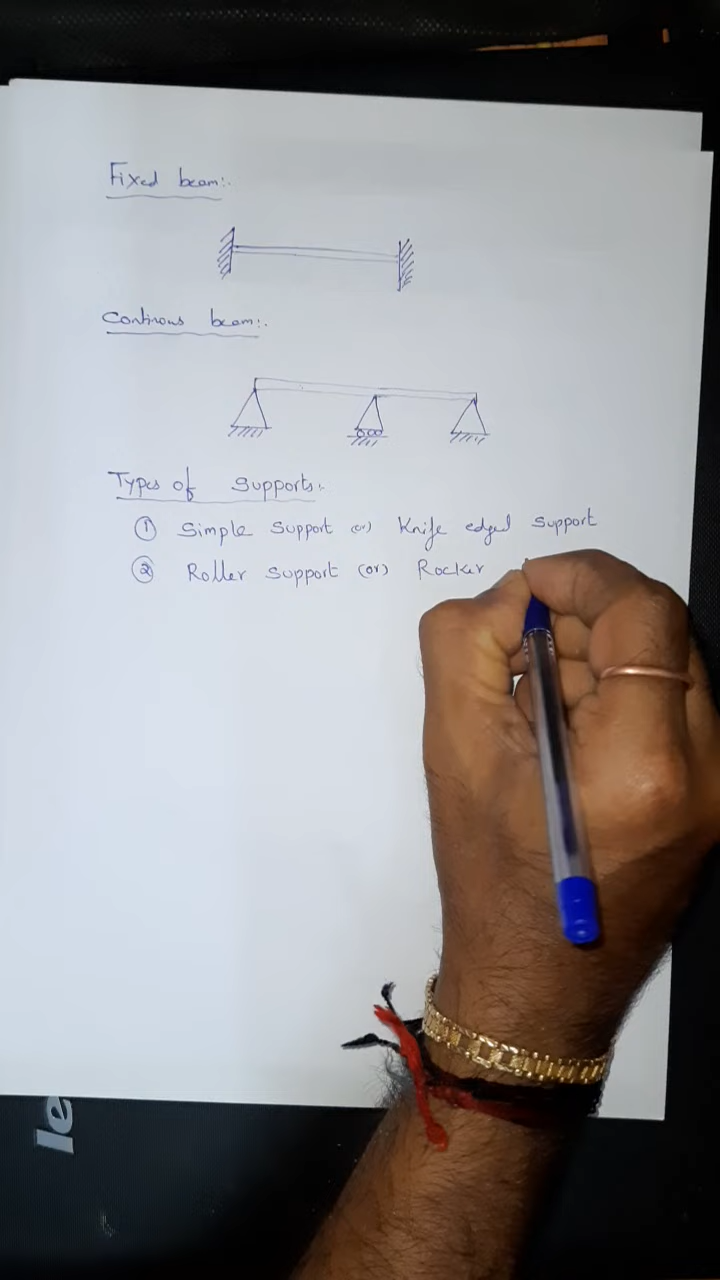 Fixed beam:-
Continous beam:-
Types of Supports:-
① Simple Support (or) Knife edged Support
② Roller Support (or) Rocker
le